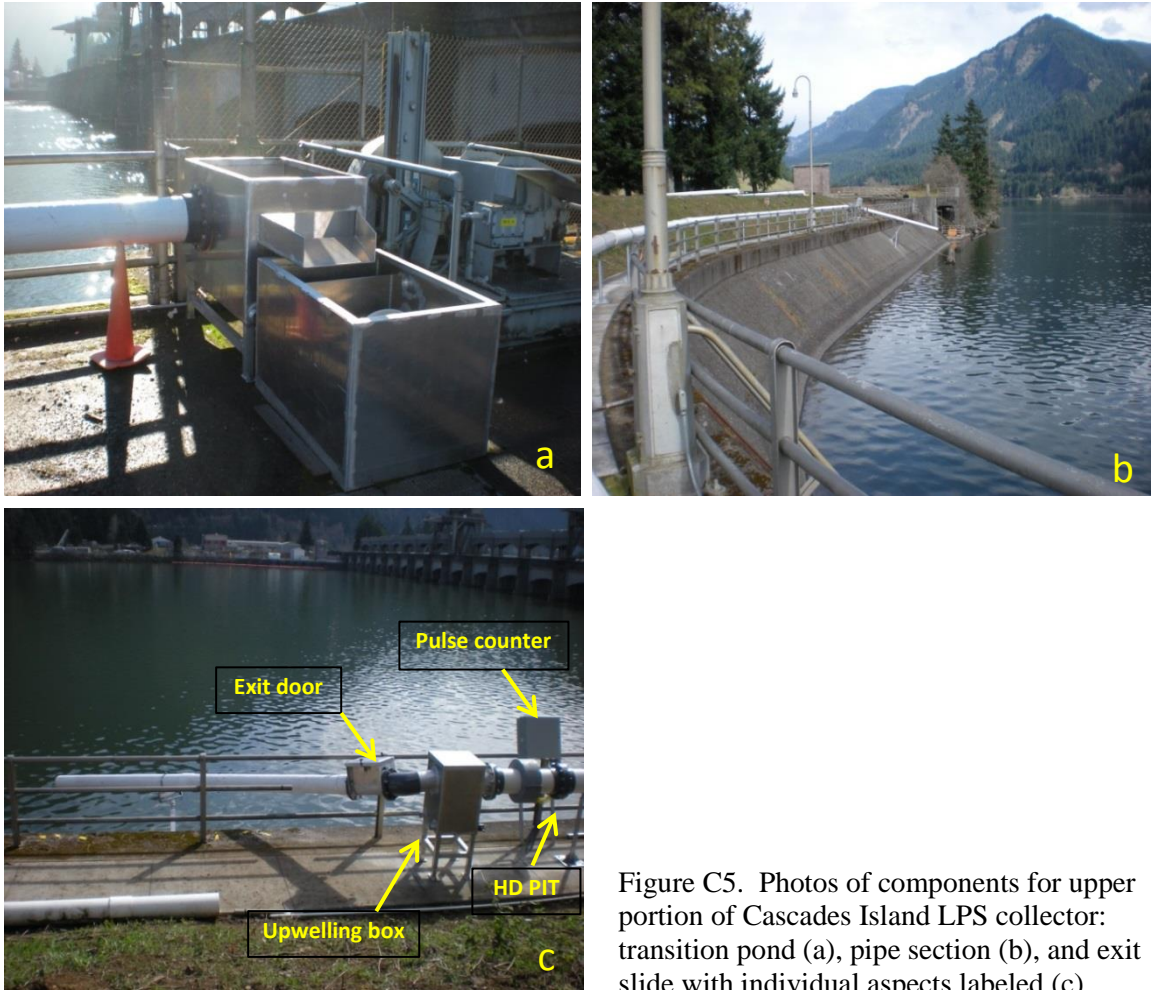 a
b
Pulse counter
Exit door
HD PIT
Upwelling box
c
Figure C5. Photos of components for upper
portion of Cascades Island LPS collector:
transition pond (a), pipe section (b), and exit
slide with individual aspects labeled (c)